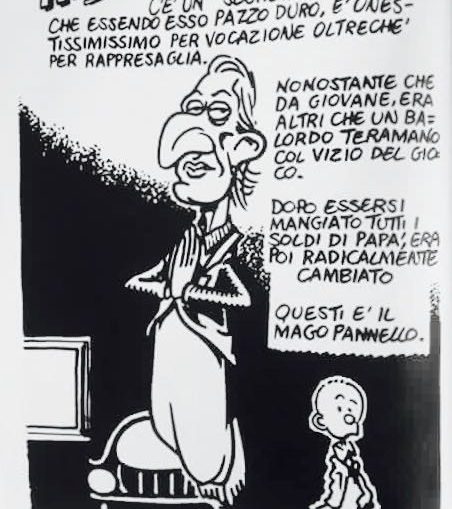 C'È UN
CHE ESSENDO ESSO PAZZO DURO, E' ONES-
TISSIMISSIMO PER VOCAZIONE OLTRECHE'
PER RAPPRESAGLIA.
NONOSTANTE CHE
DA GIOVANE, ERA
ALTRI CHE UN BA=
LORDO TERAMANO
COL VIZIO DEL GIO-
CO.
DOPO ESSERSI
MANGIATO TUTTI I
SOLDI DI PAPA', ERA
POI RADICALMENTE
CAMBIATO
QUESTI E' IL
MAGO PANNELLO.